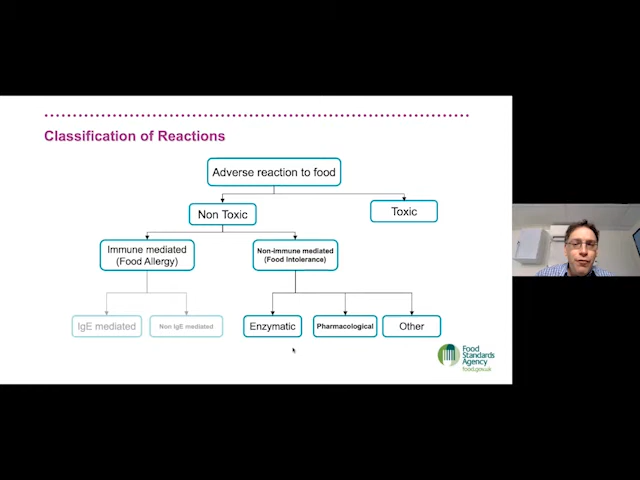 Classification of Reactions
Adverse reaction to food
Non Toxic
Toxic
Immune mediated
(Food Allergy)
Non-immune mediated
(Food Intolerance)
IgE mediated
Non IgE mediated
Enzymatic
Pharmacological
Other
Food
Standards
Agency
food.gov.uk